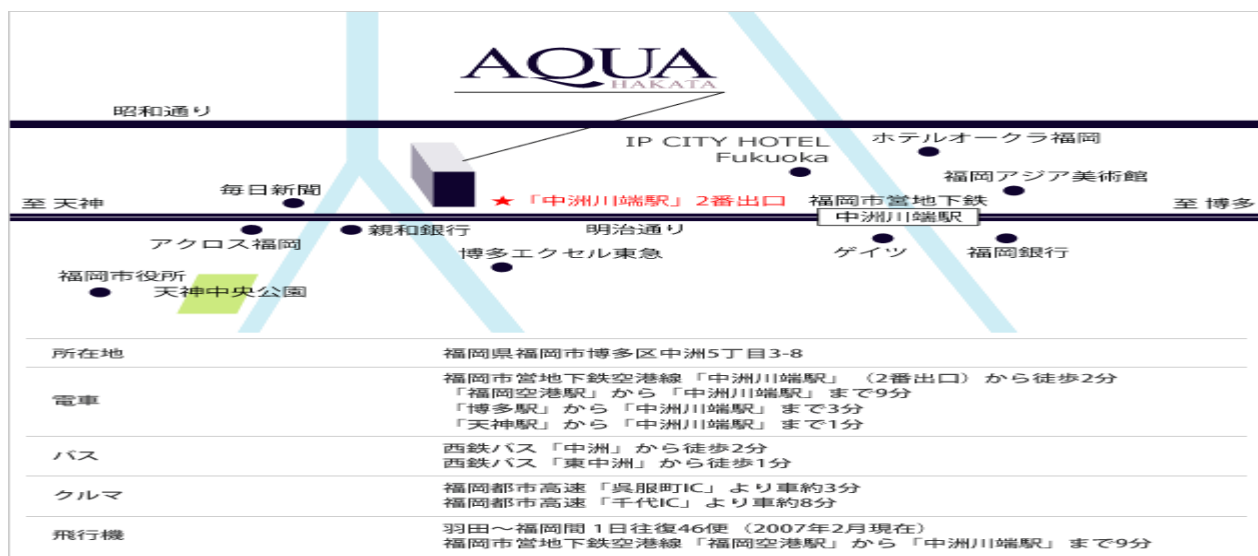 AQUA
HAKATA
昭和通り
IP CITY HOTEL
Fukuoka
ホテルオークラ福岡
福岡アジア美術館
毎日新聞
至 天神
★「中洲川端駅」2番出口
福岡市営地下鉄
中洲川端駅
至 博多
アクロス福岡
親和銀行
明治通り
博多エクセル東急
ゲイツ
福岡銀行
福岡市役所
天神中央公園
所在地
福岡県福岡市博多区中洲5丁目3-8
電車
福岡市営地下鉄空港線「中洲川端駅」（2番出口）から徒歩2分
「福岡空港駅」から「中洲川端駅」まで9分
「博多駅」から「中洲川端駅」まで3分
「天神駅」から「中洲川端駅」まで1分
バス
西鉄バス「中洲」から徒歩2分
西鉄バス「東中洲」から徒歩1分
クルマ
福岡都市高速「呉服町IC」より車約3分
福岡都市高速「千代IC」より車約8分
飛行機
羽田～福岡間 1日往復46便（2007年2月現在）
福岡市営地下鉄空港線「福岡空港駅」から「中洲川端駅」まで9分